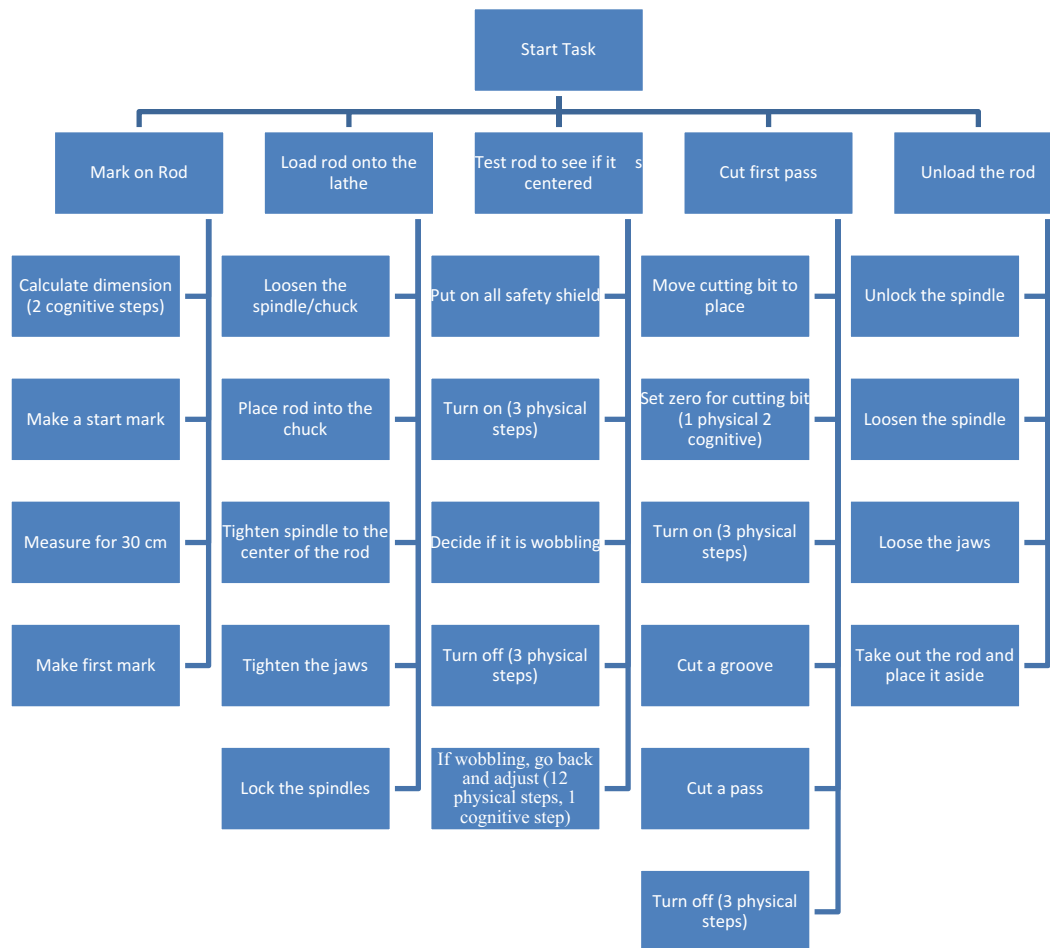 Start Task
Mark on Rod
Load rod onto the
lathe
Test rod to see if it s
centered
Cut first pass
Unload the rod
Calculate dimension
(2 cognitive steps)
Make a start mark
Measure for 30 cm
Make first mark
Loosen the
spindle/chuck
Place rod into the
chuck
Tighten spindle to the
center of the rod
Tighten the jaws
Lock the spindles
Put on all safety shield
Turn on (3 physical
steps)
Decide if it is wobbling
Turn off (3 physical
steps)
If wobbling, go back
and adjust (12
physical steps, 1
cognitive step)
Move cutting bit to
place
Set zero for cutting bit
(1 physical 2
cognitive)
Turn on (3 physical
steps)
Cut a groove
Cut a pass
Turn off (3 physical
steps)
Unlock the spindle
Loosen the spindle
Loose the jaws
Take out the rod and
place it aside